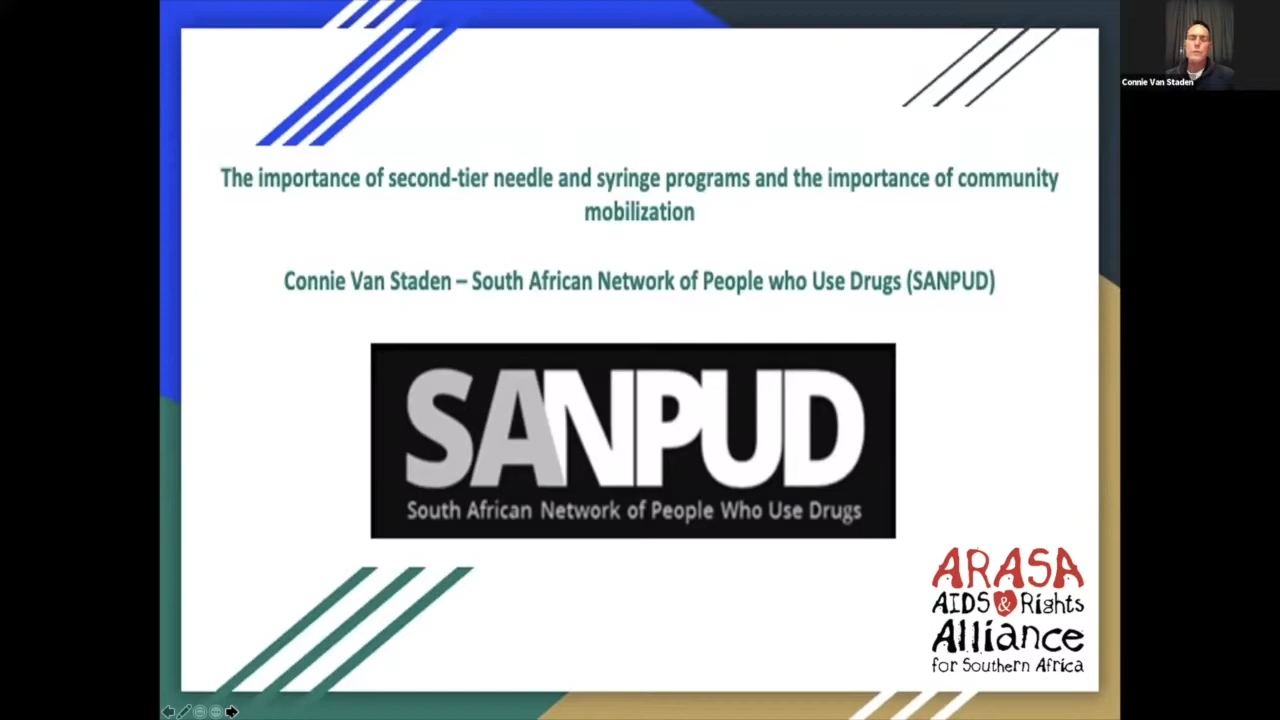 The importance of second-tier needle and syringe programs and the importance of community
mobilization
Connie Van Staden – South African Network of People who Use Drugs (SANPUD)
SANPUD
South African Network of People Who Use Drugs
ARASA
AIDS & Rights
Alliance
for Southern Africa
Connie Van Staden